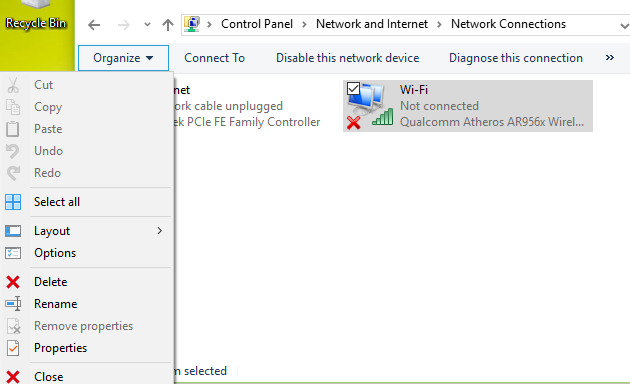 Recycle Bin
Control Panel > Network and Internet > Network Connections
Organize Connect To Disable this network device Diagnose this connection »
Cut
Copy
Paste
Undo
Redo
Select all
Layout
Options
Delete
Rename
Remove properties
Properties
Close
net
ork cable unplugged
ek PCIe FE Family Controller
Wi-Fi
Not connected
Qualcomm Atheros AR956x Wirel...
selected